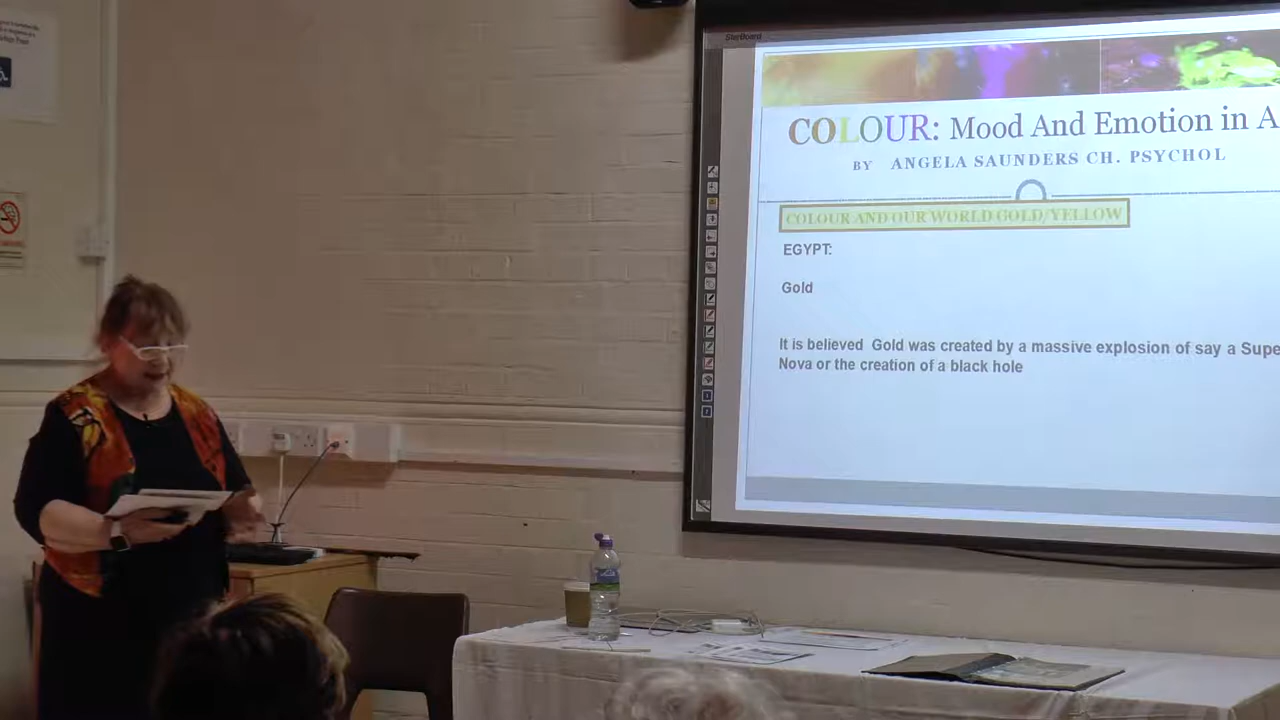 StarBoard
COLOUR: Mood And Emotion in A
BY ANGELA SAUNDERS CH. PSYCHOL
COLOUR AND OUR WORLD GOLD/YELLOW
EGYPT:
Gold
It is believed Gold was created by a massive explosion of say a Supe
Nova or the creation of a black hole